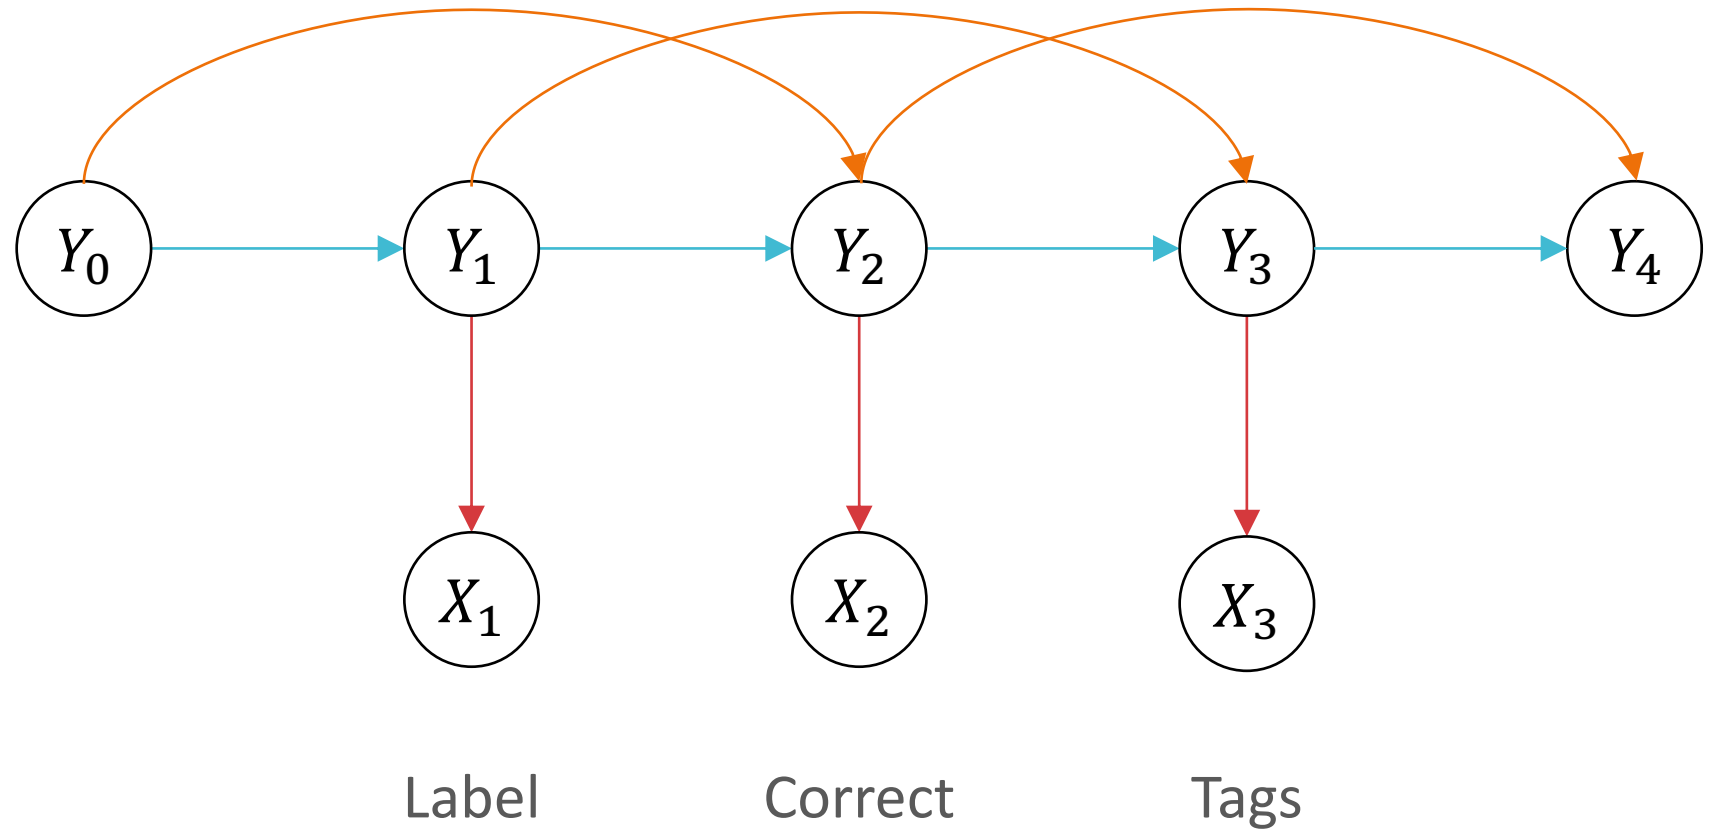 Y₀ Y₁ Y₂ Y₃ Y₄
X₁ X₂ X₃
Label Correct Tags